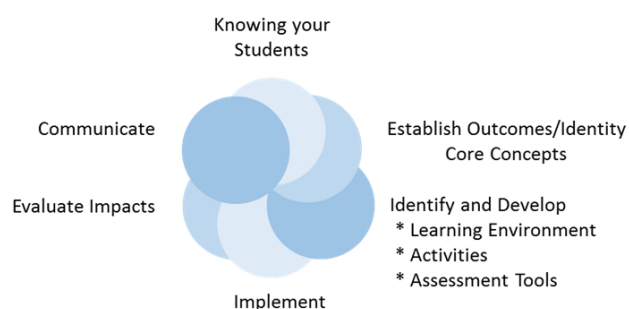 Knowing your
Students
Communicate
Establish Outcomes/Identity
Core Concepts
Evaluate Impacts
Identify and Develop
* Learning Environment
* Activities
* Assessment Tools
Implement